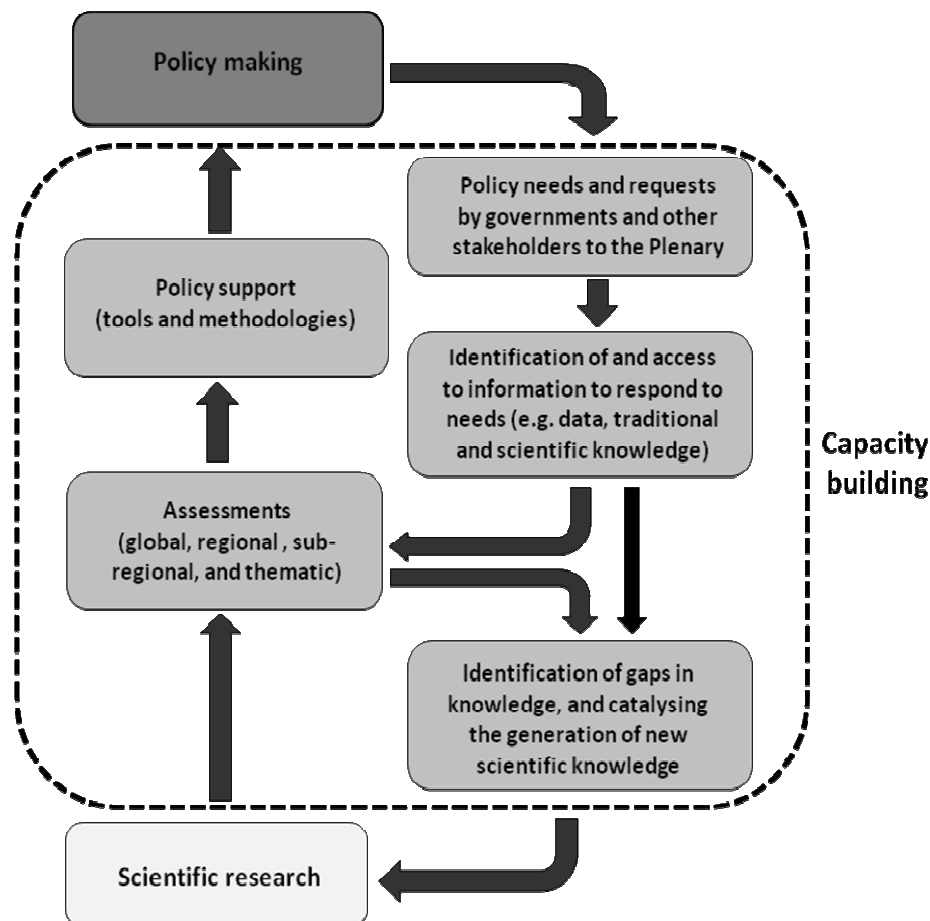 Policy making
Policy needs and requests
by governments and other
stakeholders to the Plenary
Policy support
(tools and methodologies)
Identification of and access
to information to respond to
needs (e.g. data, traditional
and scientific knowledge)
Capacity
building
Assessments
(global, regional , sub-
regional, and thematic)
Identification of gaps in
knowledge, and catalysing
the generation of new
scientific knowledge
Scientific research